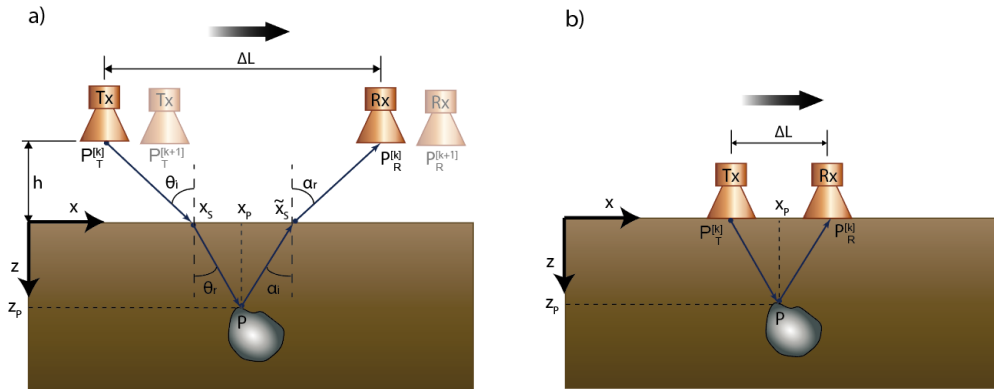 a)
ΔL
Tx
Tx
Rx
Rx
P_T^[k]
P_T^[k+1]
P_R^[k]
P_R^[k+1]
h
θ_i
α_r
x
x_S
x_P
x̃_S
z
θ_r
α_i
z_P
P
b)
ΔL
Tx
Rx
x
x_P
P_T^[k]
P_R^[k]
z
z_P
P